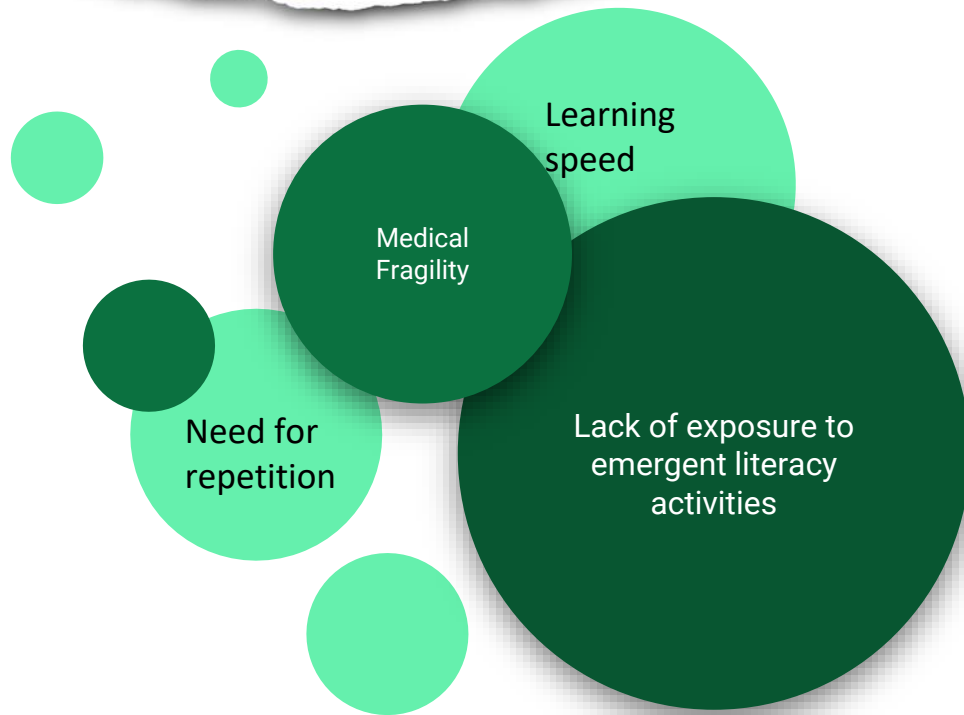 Learning
speed
Medical
Fragility
Need for
repetition
Lack of exposure to
emergent literacy
activities